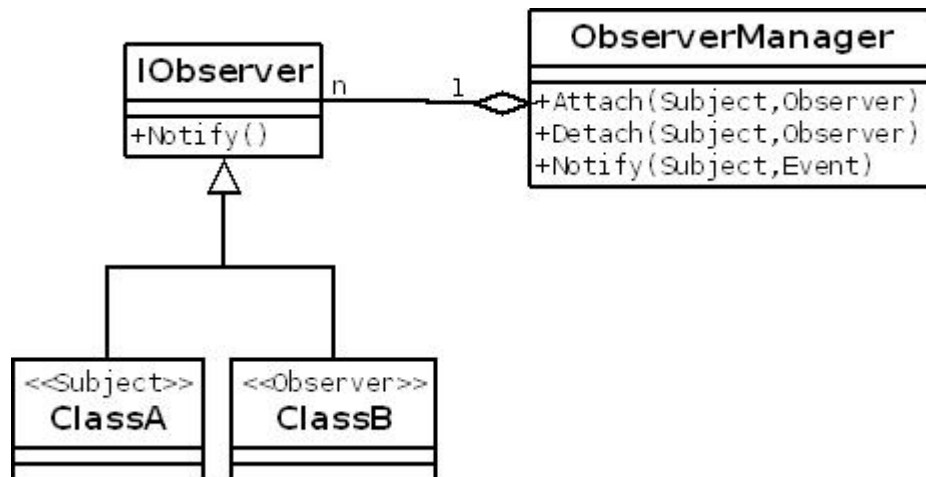 IObserver
+Notify()
n
1
ObserverManager
+Attach(Subject,Observer)
+Detach(Subject,Observer)
+Notify(Subject,Event)
<<Subject>>
ClassA
<<Observer>>
ClassB